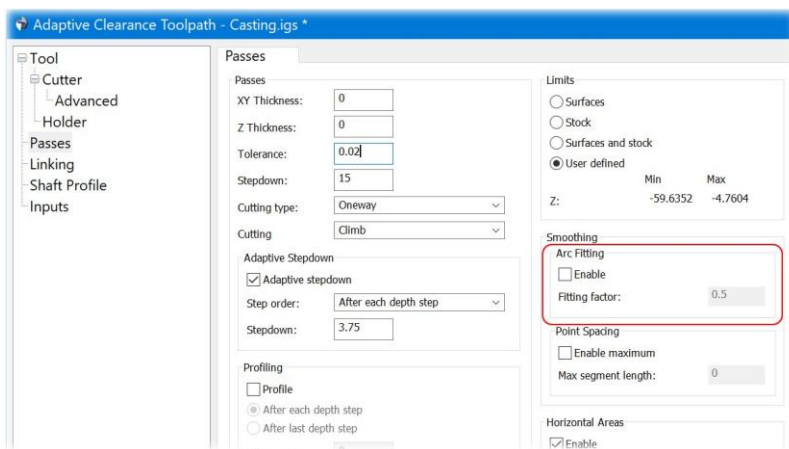 Adaptive Clearance Toolpath - Casting.igs *
Tool
Cutter
Advanced
Holder
Passes
Linking
Shaft Profile
Inputs
Passes
Passes
XY Thickness: 0
Z Thickness: 0
Tolerance: 0.02
Stepdown: 15
Cutting type: Oneway
Cutting Climb
Adaptive Stepdown
Adaptive stepdown
Step order: After each depth step
Stepdown: 3.75
Profiling
Profile
After each depth step
After last depth step
Limits
Surfaces
Stock
Surfaces and stock
User defined
Min Max
Z: -59.6352 -4.7604
Smoothing
Arc Fitting
Enable
Fitting factor: 0.5
Point Spacing
Enable maximum
Max segment length: 0
Horizontal Areas
Enable